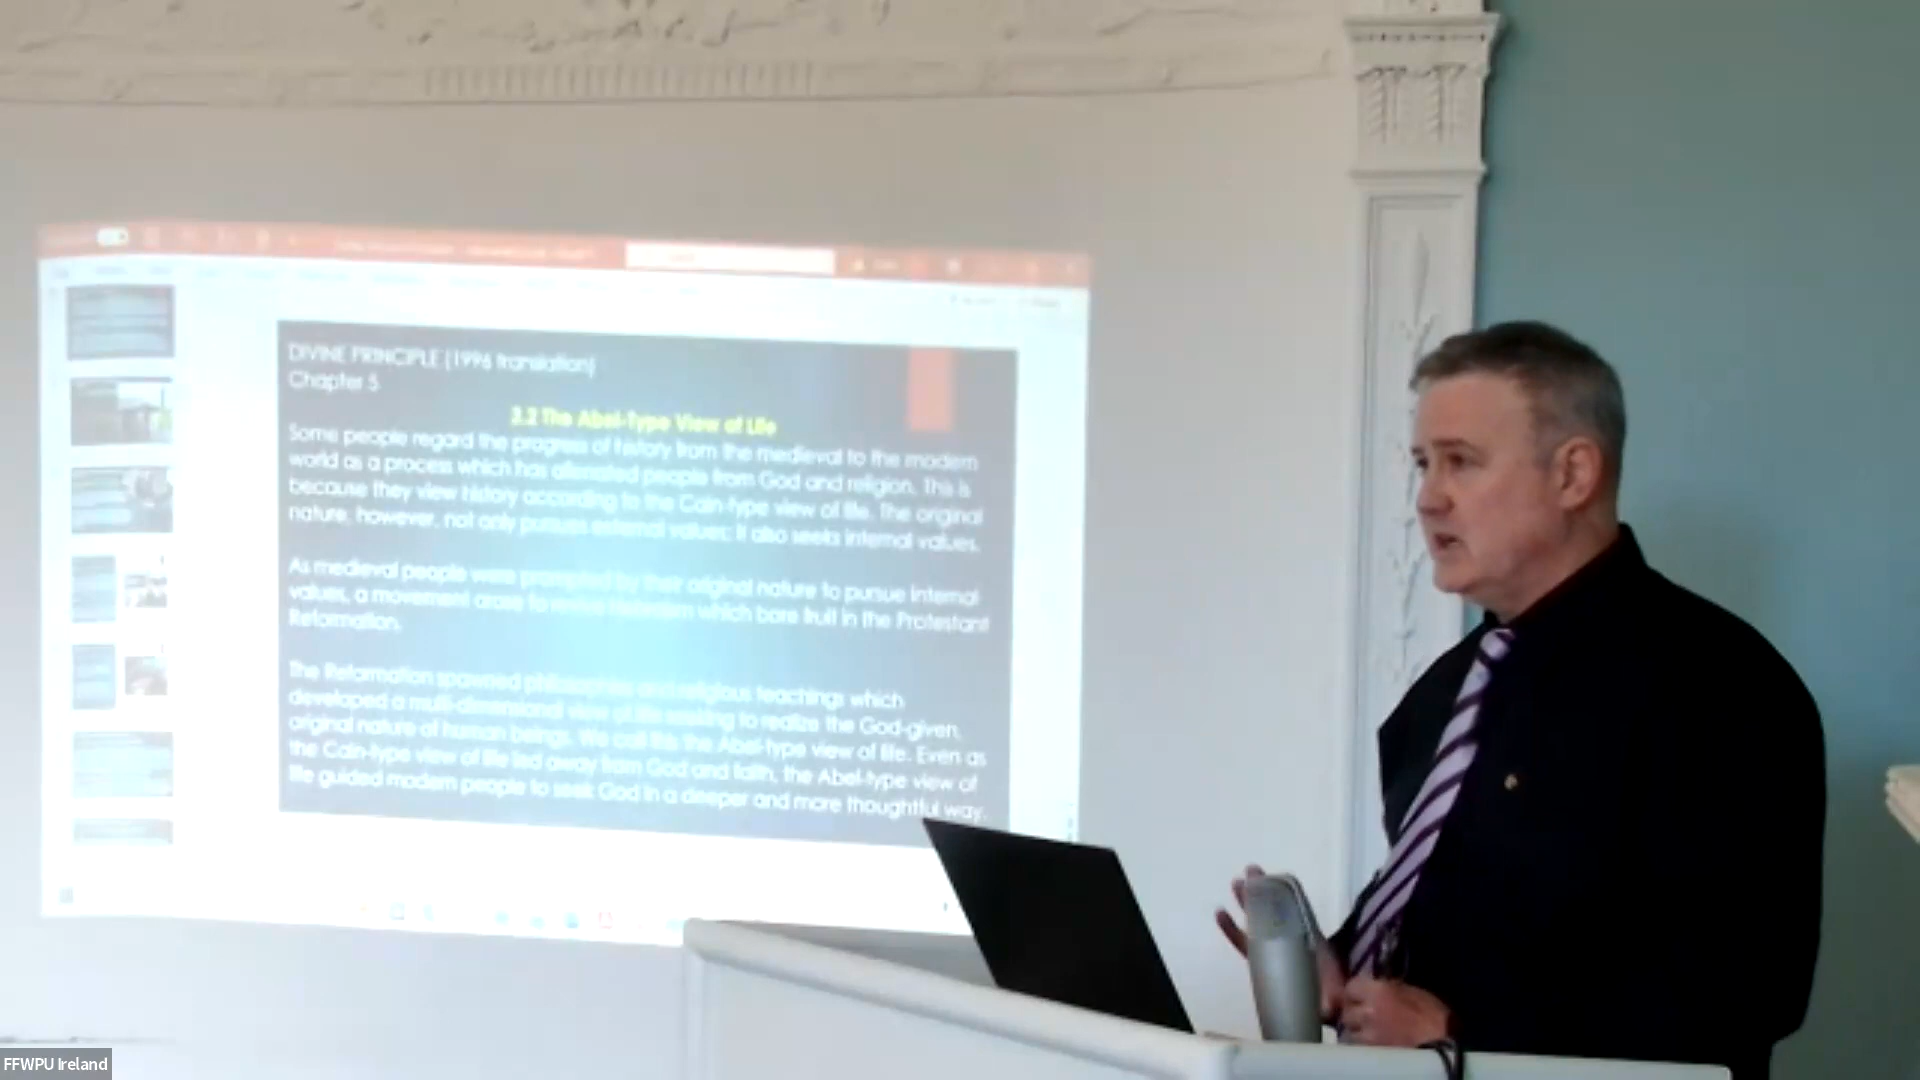 DIVINE PRINCIPLE (1996 translation)
Chapter 5
3.2 The Abel-Type View of Life
Some people regard the progress of history from the medieval to the modern
world as a process which has alienated people from God and religion. This is
because they view history according to the Cain-type view of life. The original
nature, however, not only pursues external values; it also seeks internal values.
As medieval people were prompted by their original nature to pursue internal
values, a movement arose to revive Hebraism which bore fruit in the Protestant
Reformation.
The Reformation spawned philosophies and religious teachings which
developed a multi-dimensional view of life seeking to realize the God-given,
original nature of human beings. We call this the Abel-type view of life. Even as
the Cain-type view of life led away from God and faith, the Abel-type view of
life guided modern people to seek God in a deeper and more thoughtful way.
FFWPU Ireland